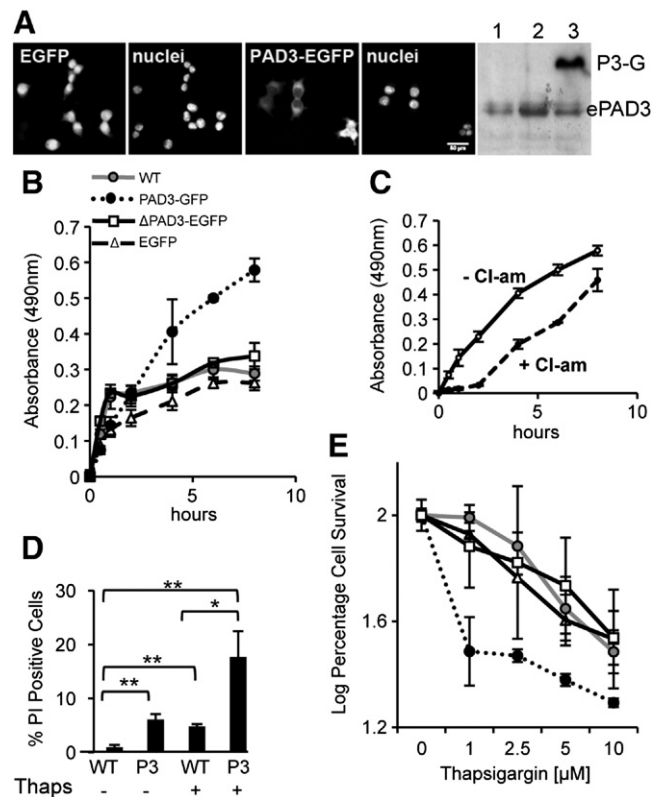 A
EGFP
nuclei
PAD3-EGFP
nuclei
50 µm
1 2 3
P3-G
ePAD3
B
WT
PAD3-GFP
ΔPAD3-EGFP
EGFP
Absorbance (490nm)
0.7
0.6
0.5
0.4
0.3
0.2
0.1
0
0 5 10
hours
C
Absorbance (490nm)
0.7
0.6
0.5
0.4
0.3
0.2
0.1
0
- Cl-am
+ Cl-am
0 5 10
hours
D
% PI Positive Cells
30
20
10
0
**
*
**
**
WT P3 WT P3
Thaps - - + +
E
Log Percentage Cell Survival
2
1.6
1.2
0 1 2.5 5 10
Thapsigargin [µM]